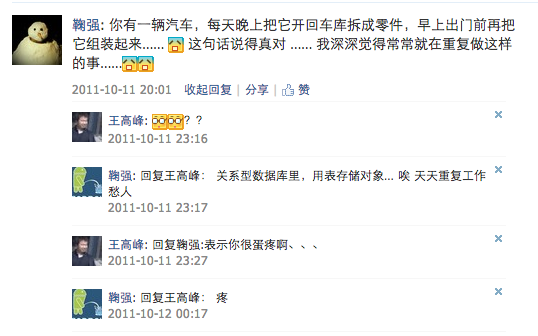 鞠强: 你有一辆汽车，每天晚上把它开回车库拆成零件，早上出门前再把
它组装起来...... 这句话说得真对 ...... 我深深觉得常常就在重复做这样
的事......
2011-10-11 20:01 收起回复 | 分享 | 赞
王高峰: ？？
2011-10-11 23:16
鞠强: 回复王高峰： 关系型数据库里，用表存储对象... 唉 天天重复工作
愁人
2011-10-11 23:17
王高峰: 回复鞠强:表示你很蛋疼啊、、、
2011-10-11 23:27
鞠强: 回复王高峰： 疼
2011-10-12 00:17